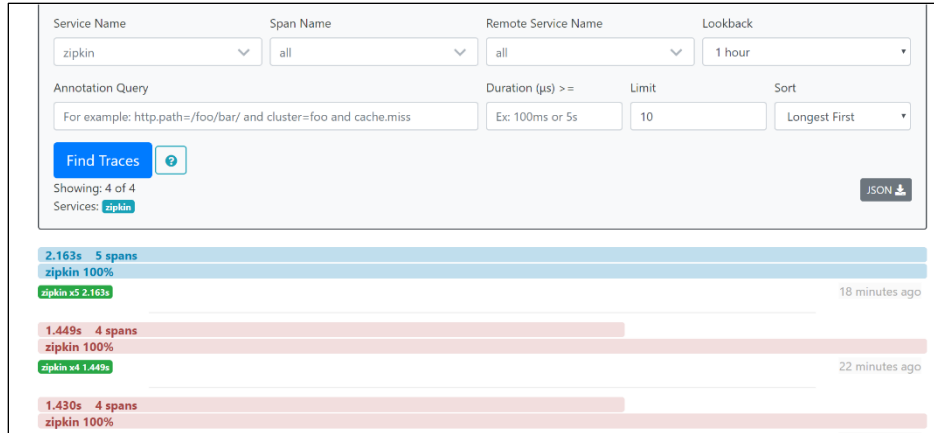 Service Name Span Name Remote Service Name Lookback
zipkin all all 1 hour
Annotation Query Duration (μs) >= Limit Sort
For example: http.path=/foo/bar/ and cluster=foo and cache.miss Ex: 100ms or 5s 10 Longest First
Find Traces ?
Showing: 4 of 4
JSON
Services: zipkin
2.163s 5 spans
zipkin 100%
zipkin x5 2.163s 18 minutes ago
1.449s 4 spans
zipkin 100%
zipkin x4 1.449s 22 minutes ago
1.430s 4 spans
zipkin 100%